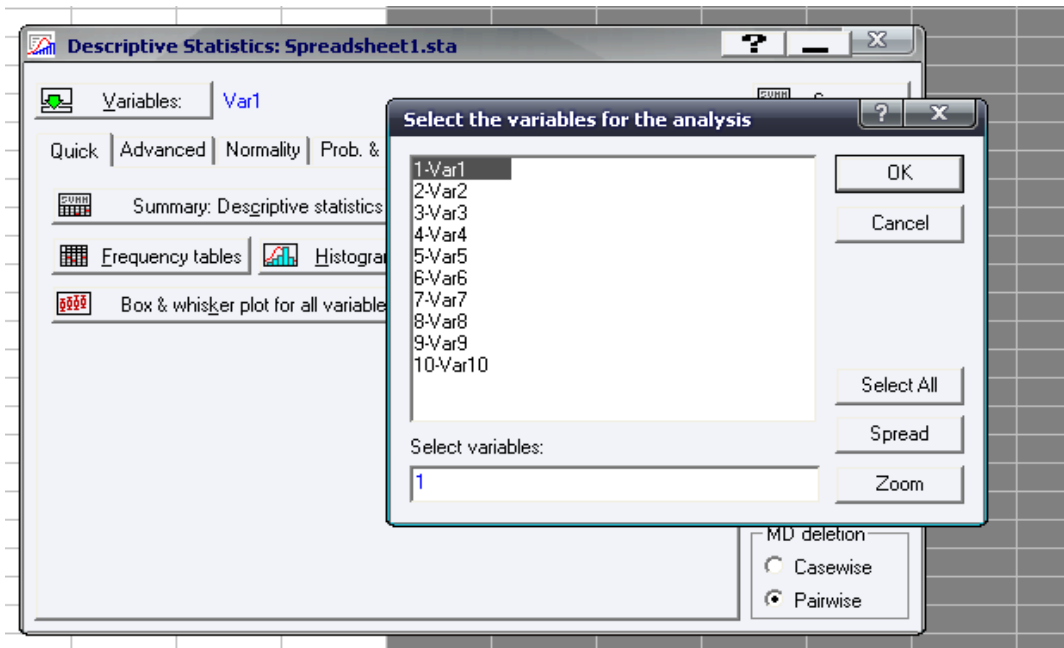 Descriptive Statistics: Spreadsheet1.sta
Variables: Var1
Quick Advanced Normality Prob. &
Summary: Descriptive statistics
Frequency tables
Box & whisker plot for all
Select the variables for the analysis
1-Var1
2-Var2
3-Var3
4-Var4
5-Var5
6-Var6
7-Var7
8-Var8
9-Var9
10-Var10
Select variables:
1
OK
Cancel
Select All
Spread
Zoom
MD deletion
Casewise
Pairwise